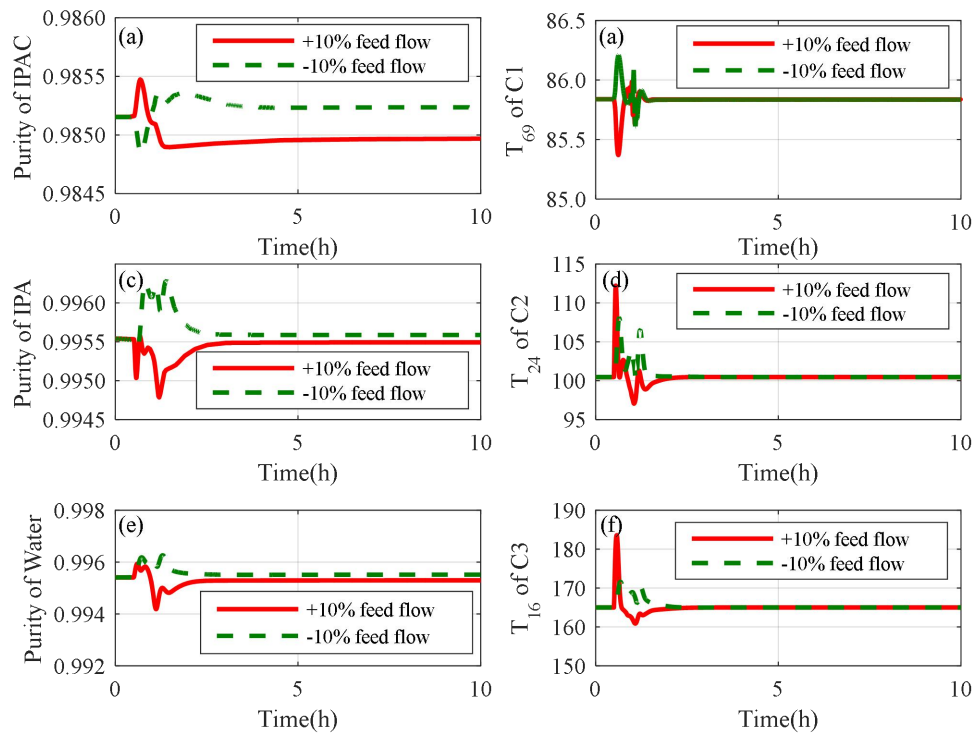 0.9860
(a)
+10% feed flow
-10% feed flow
0.9855
0.9850
0.9845
Purity of IPAC
0
5
10
Time(h)
86.5
(a)
+10% feed flow
-10% feed flow
86.0
85.5
85.0
T69 of C1
0
5
10
Time(h)
(c)
0.9960
0.9955
0.9950
0.9945
Purity of IPA
+10% feed flow
-10% feed flow
0
5
10
Time(h)
115
(d)
+10% feed flow
-10% feed flow
110
105
100
95
T24 of C2
0
5
10
Time(h)
0.998
(e)
0.996
0.994
0.992
Purity of Water
+10% feed flow
-10% feed flow
0
5
10
Time(h)
190
(f)
+10% feed flow
-10% feed flow
180
170
160
150
T16 of C3
0
5
10
Time(h)